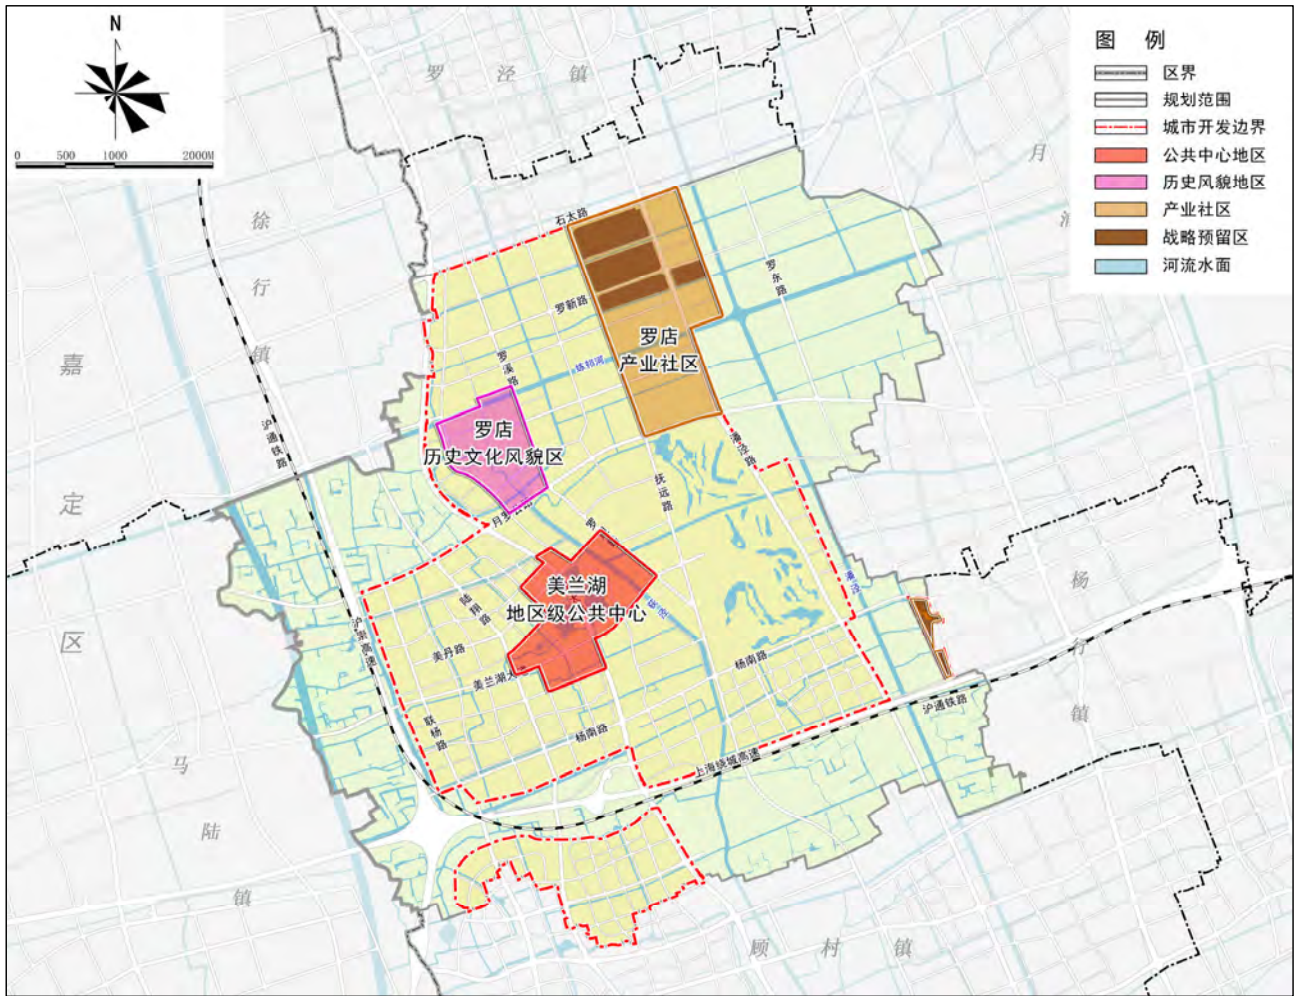 N
0 500 1000 2000M
图 例
区界
规划范围
城市开发边界
公共中心地区
历史风貌地区
产业社区
战略预留区
河流水面
罗泾镇
月
徐行镇
嘉定区
石太路
罗东路
罗新路
罗溪路
练祁河
罗店
产业社区
沪通铁路
罗店
历史文化风貌区
潘泾路
抚远路
月罗
罗
美兰湖
地区级公共中心
陆翔路
潘泾
杨行镇
沪崇高速
美丹路
美兰湖大
杨南路
联杨路
杨南路
沪通铁路
上海绕城高速
马陆镇
顾村镇